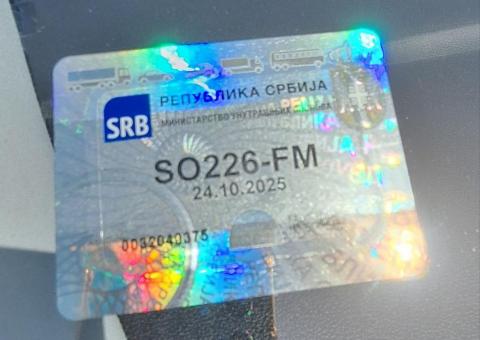 РЕПУБЛИКА СРБИЈА
МИНИСТАРСТВО УНУТРАШЊИХ ПОСЛОВА
SRB
SO226-FM
24.10.2025
0032040375